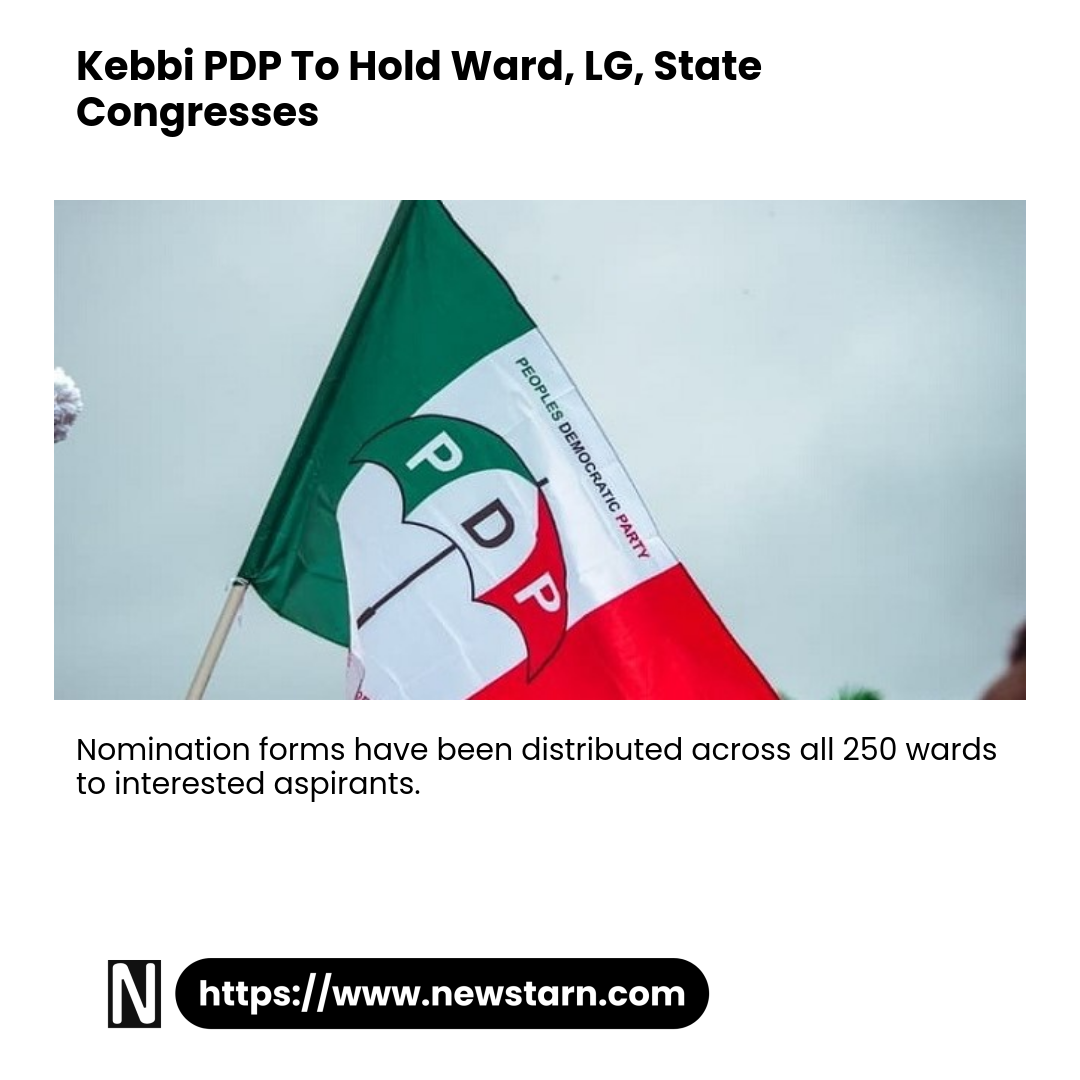 Kebbi PDP To Hold Ward, LG, State
Congresses
PEOPLES DEMOCRATIC PARTY
P
D
P
Nomination forms have been distributed across all 250 wards
to interested aspirants.
N
https://www.newstarn.com